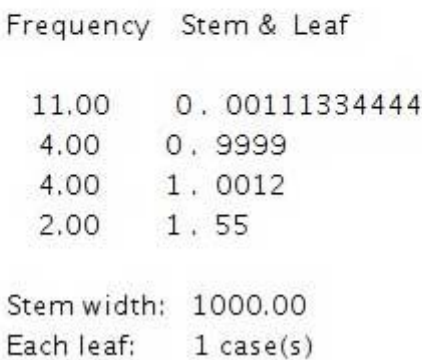 Frequency Stem & Leaf
11.00 0 . 00111334444
4.00 0 . 9999
4.00 1 . 0012
2.00 1 . 55
Stem width: 1000.00
Each leaf: 1 case(s)